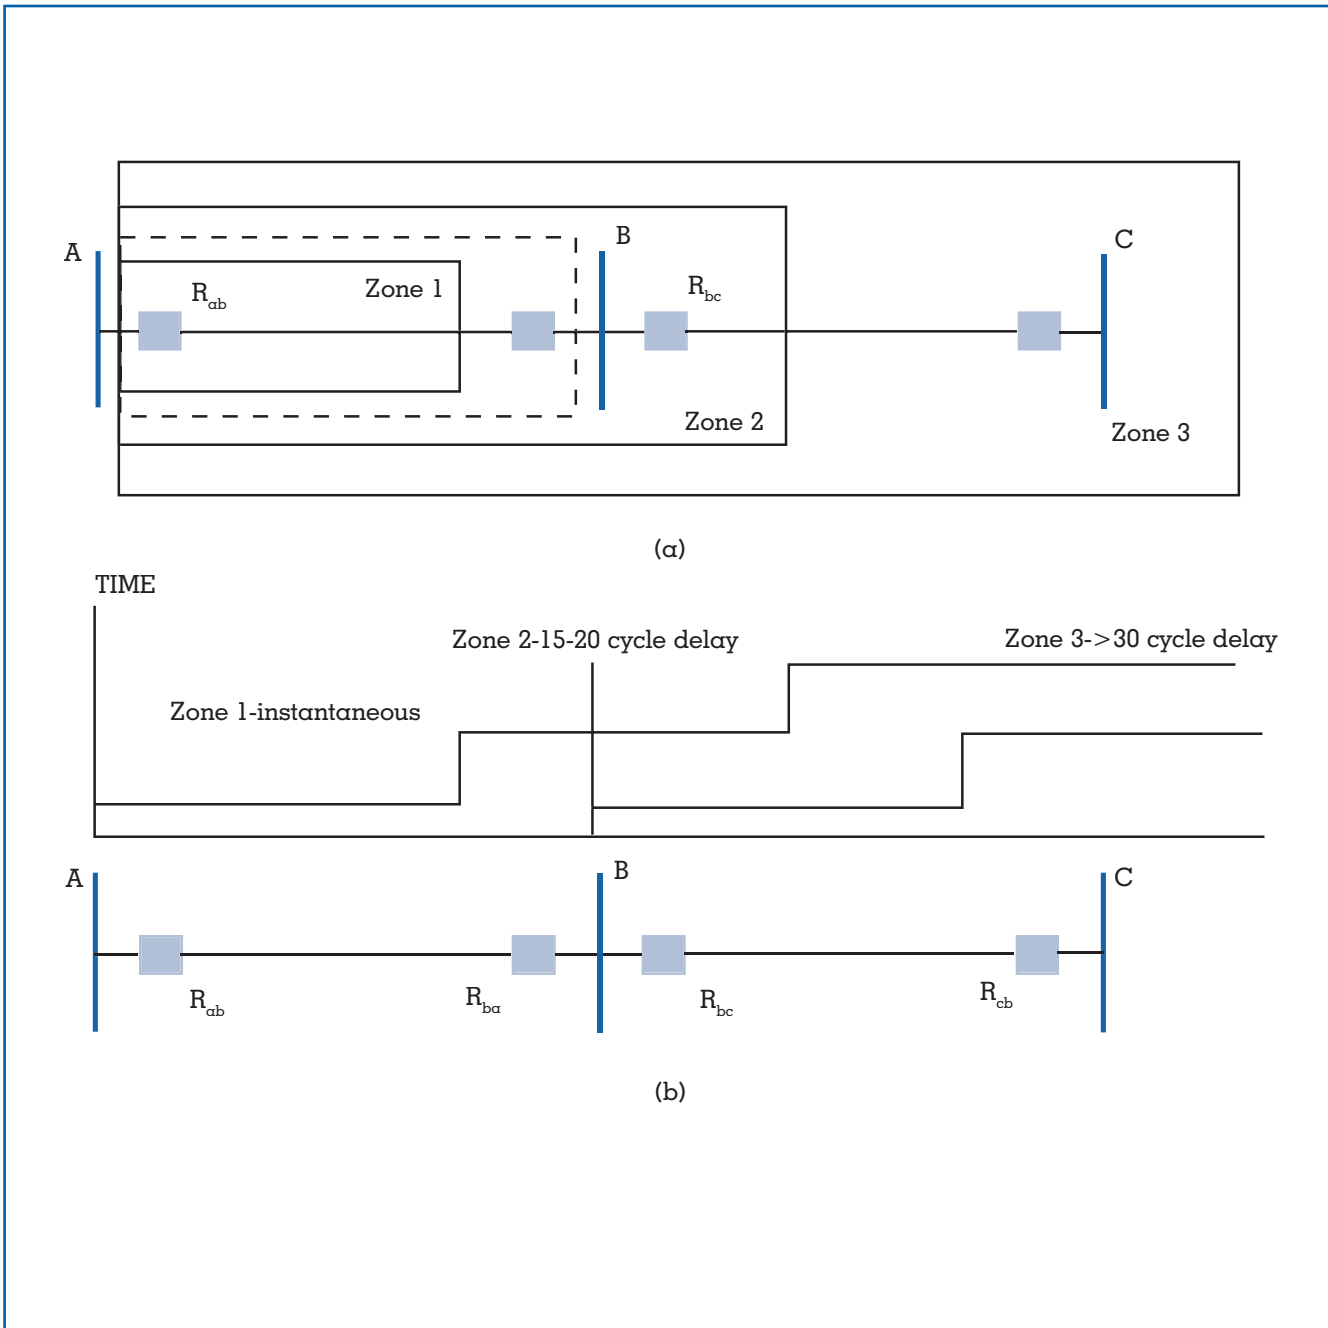 A
B
C
R_ab
Zone 1
R_bc
Zone 2
Zone 3
(a)
TIME
Zone 2-15-20 cycle delay
Zone 3->30 cycle delay
Zone 1-instantaneous
A
B
C
R_ab
R_ba
R_bc
R_cb
(b)